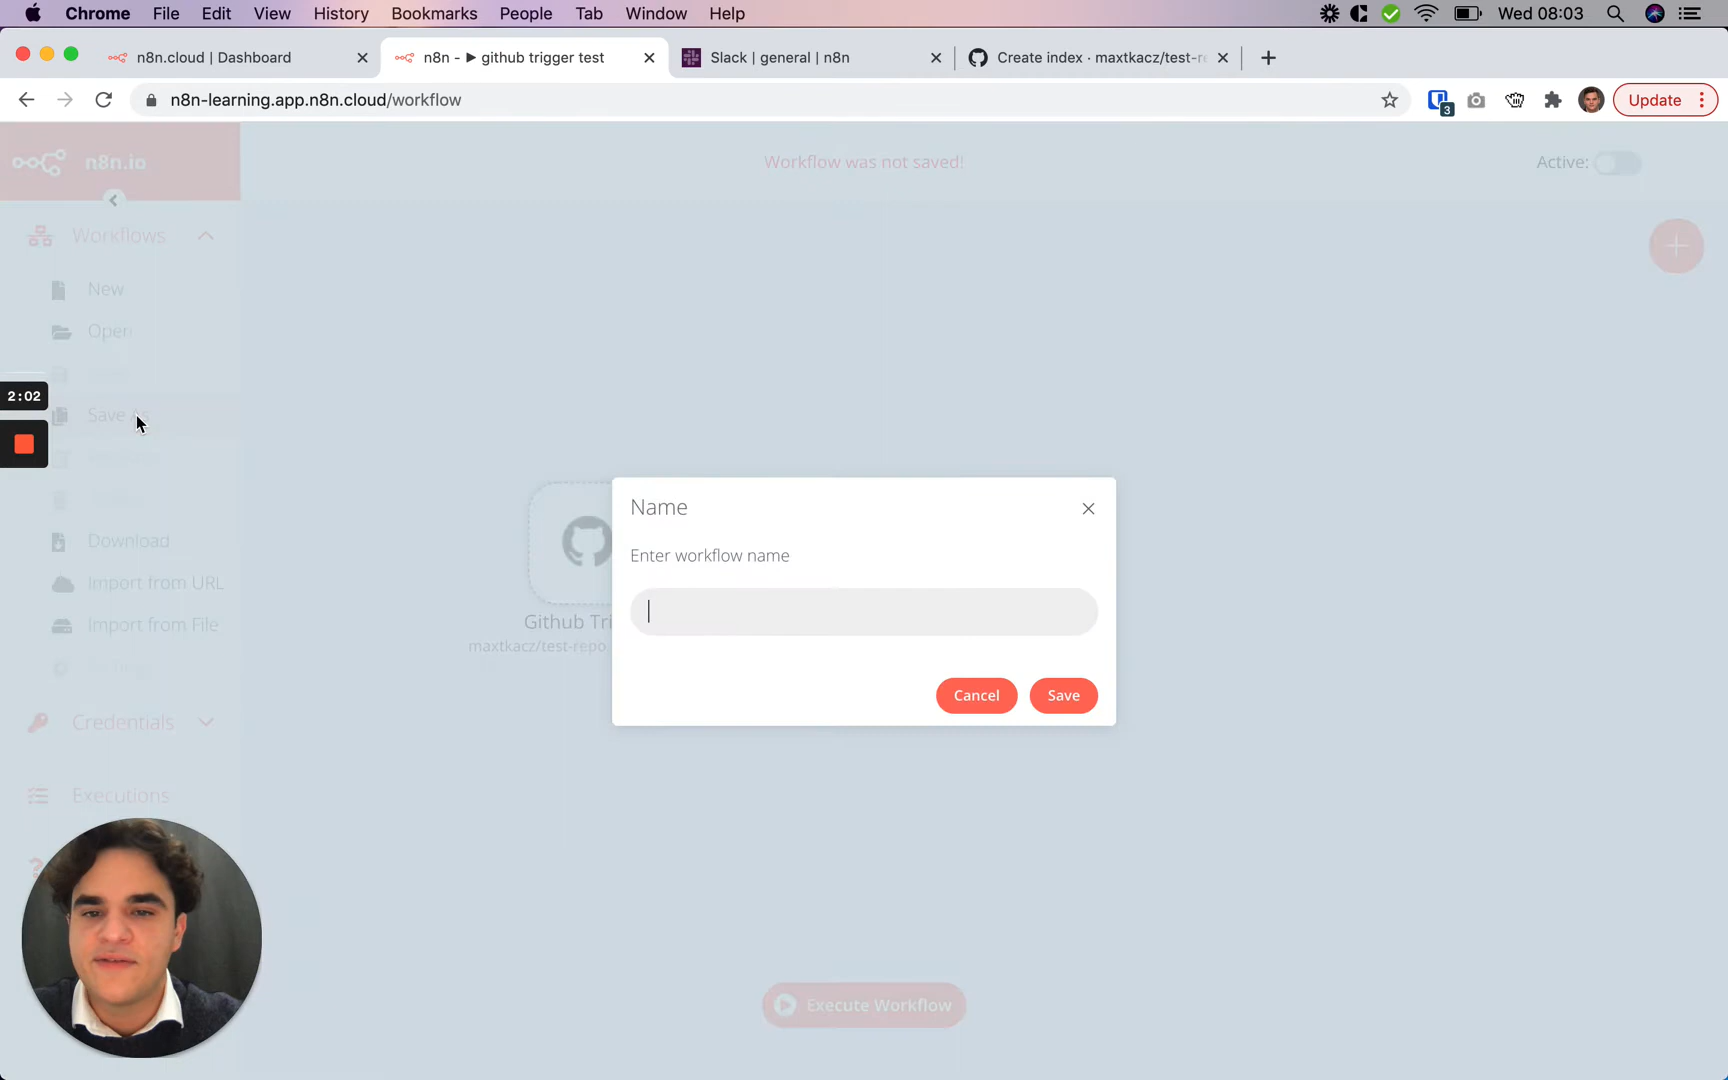 Chrome File Edit View History Bookmarks People Tab Window Help Wed 08:03
n8n.cloud | Dashboard n8n - ▶ github trigger test Slack | general | n8n Create index · maxtkacz/test-r
n8n-learning.app.n8n.cloud/workflow 3 Update
n8n.io Workflow was not saved! Active:
Workflows
New
Open
2:02
Save As
Name
Enter workflow name
Download
Import from URL
Github Tri
Import from File
maxtkacz/test-repo
Cancel Save
Credentials
Executions
Execute Workflow